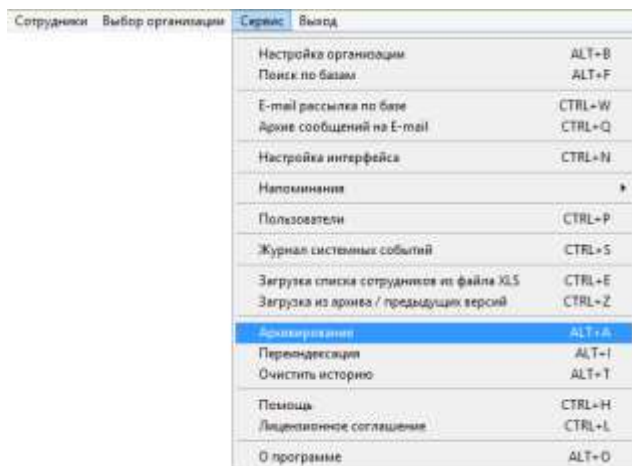 Сотрудники Выбор организации Сервис Выход
Настройка организации ALT+B
Поиск по базам ALT+F
E-mail рассылка по базе CTRL+W
Архив сообщений на E-mail CTRL+Q
Настройка интерфейса CTRL+N
Напоминания
Пользователи CTRL+P
Журнал системных событий CTRL+S
Загрузка списка сотрудников из файла XLS CTRL+E
Загрузка из архива / предыдущих версий CTRL+Z
Архивирование ALT+A
Переиндексация ALT+I
Очистить историю ALT+T
Помощь CTRL+H
Лицензионное соглашение CTRL+L
О программе ALT+O